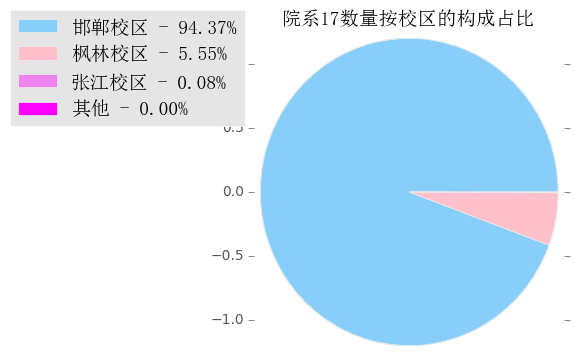 院系17数量按校区的构成占比
邯郸校区 - 94.37%
枫林校区 - 5.55%
张江校区 - 0.08%
其他 - 0.00%
0.0
−0.5
−1.0